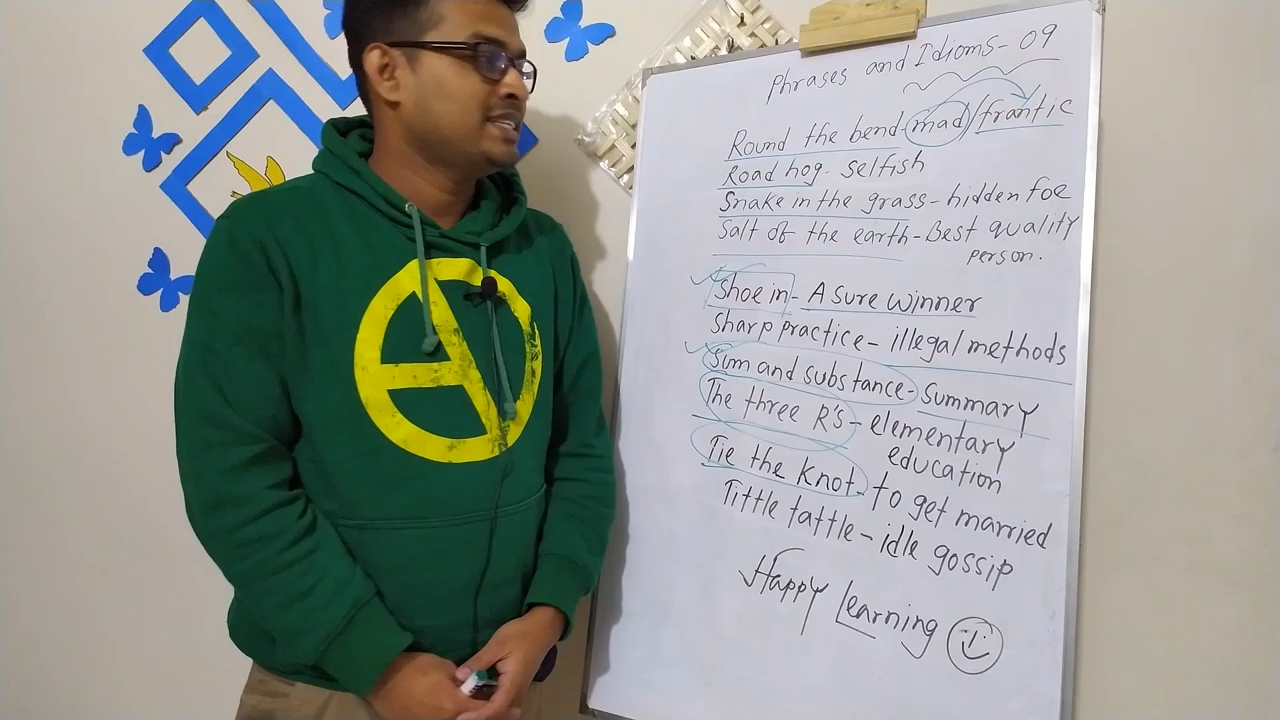 Phrases and Idioms - 09
Round the bend mad/frantic
Road hog - selfish
Snake in the grass - hidden foe
Salt of the earth - Best quality
person.
Shoe in - A sure winner
Sharp practice - illegal methods
Sum and substance - Summary
The three R's - elementary
education
Tie the Knot - to get married
Tittle tattle - idle gossip
Happy Learning